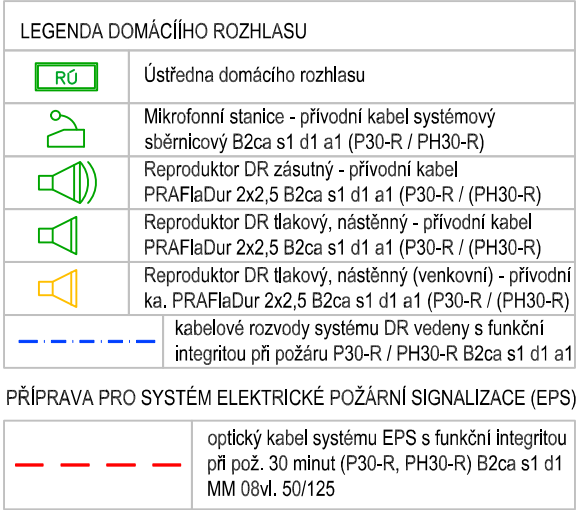 LEGENDA DOMÁCÍÍHO ROZHLASU
RÚ
Ústředna domácího rozhlasu
Mikrofonní stanice - přívodní kabel systémový
sběrnicový B2ca s1 d1 a1 (P30-R / PH30-R)
Reproduktor DR zásutný - přívodní kabel
PRAFlaDur 2x2,5 B2ca s1 d1 a1 (P30-R / (PH30-R)
Reproduktor DR tlakový, nástěnný - přívodní kabel
PRAFlaDur 2x2,5 B2ca s1 d1 a1 (P30-R / (PH30-R)
Reproduktor DR tlakový, nástěnný (venkovní) - přívodní
ka. PRAFlaDur 2x2,5 B2ca s1 d1 a1 (P30-R / (PH30-R)
kabelové rozvody systému DR vedeny s funkční
integritou při požáru P30-R / PH30-R B2ca s1 d1 a1
PŘÍPRAVA PRO SYSTÉM ELEKTRICKÉ POŽÁRNÍ SIGNALIZACE (EPS)
optický kabel systému EPS s funkční integritou
při pož. 30 minut (P30-R, PH30-R) B2ca s1 d1
MM 08vl. 50/125